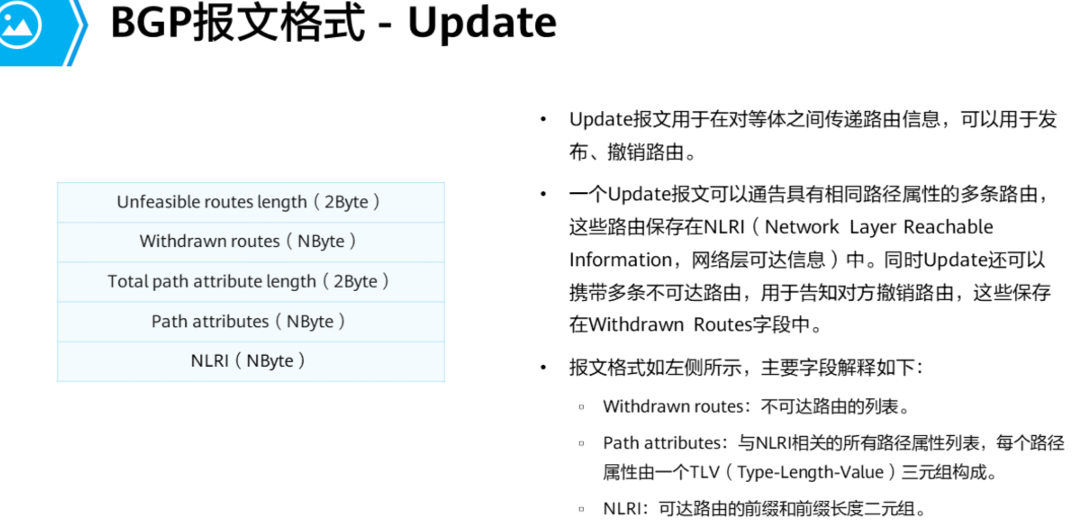 BGP报文格式 - Update
Unfeasible routes length（2Byte）
Withdrawn routes（NByte）
Total path attribute length（2Byte）
Path attributes（NByte）
NLRI（NByte）
• Update报文用于在对等体之间传递路由信息，可以用于发
布、撤销路由。
• 一个Update报文可以通告具有相同路径属性的多条路由，
这些路由保存在NLRI（Network Layer Reachable
Information，网络层可达信息）中。同时Update还可以
携带多条不可达路由，用于告知对方撤销路由，这些保存
在Withdrawn Routes字段中。
• 报文格式如左侧所示，主要字段解释如下：
▫ Withdrawn routes：不可达路由的列表。
▫ Path attributes：与NLRI相关的所有路径属性列表，每个路径
属性由一个TLV（Type-Length-Value）三元组构成。
▫ NLRI：可达路由的前缀和前缀长度二元组。